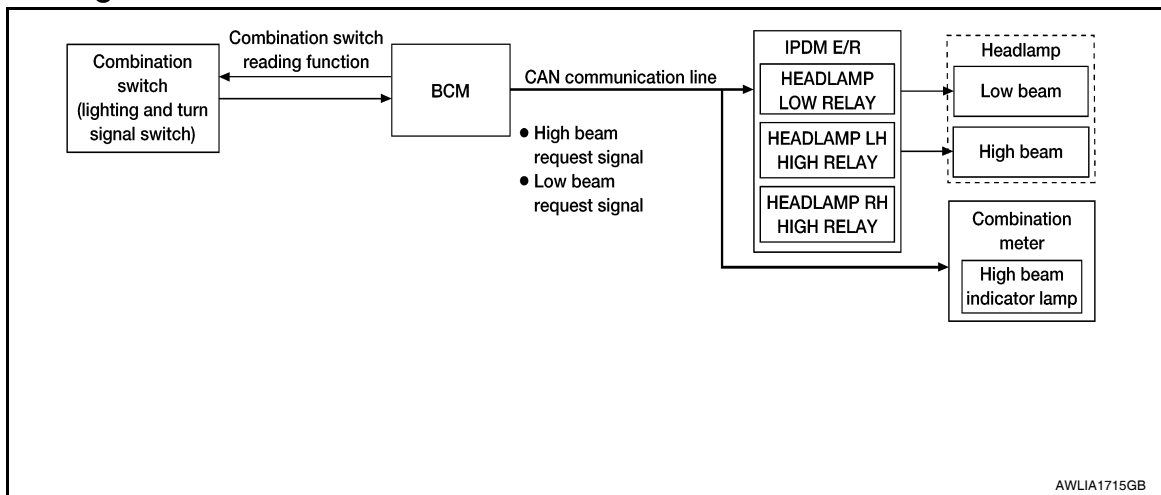 Combination
switch
(lighting and turn
signal switch)
Combination switch
reading function
BCM
CAN communication line
● High beam
request signal
● Low beam
request signal
IPDM E/R
HEADLAMP
LOW RELAY
HEADLAMP LH
HIGH RELAY
HEADLAMP RH
HIGH RELAY
Headlamp
Low beam
High beam
Combination
meter
High beam
indicator lamp
AWLIA1715GB